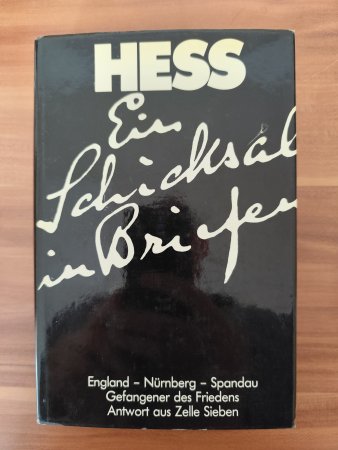 HESS
Ein
Schicksal
in Briefen
England – Nürnberg – Spandau
Gefangener des Friedens
Antwort aus Zelle Sieben